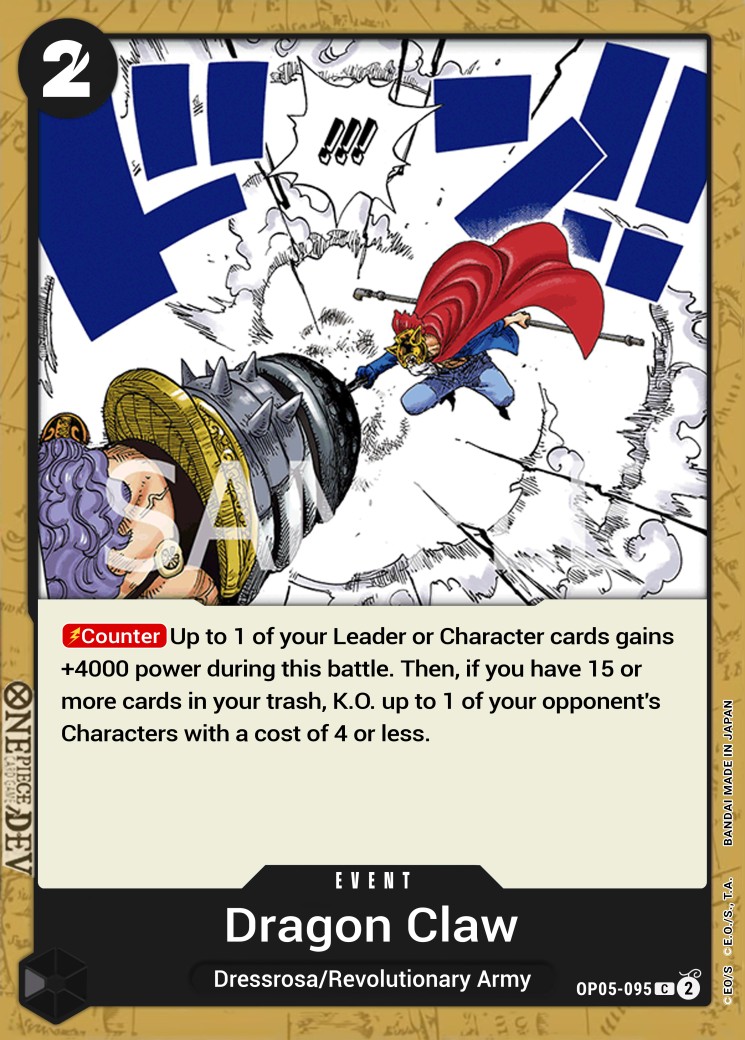 2
ドン!!
!!!
SAMPLE
Counter Up to 1 of your Leader or Character cards gains
+4000 power during this battle. Then, if you have 15 or
more cards in your trash, K.O. up to 1 of your opponent's
Characters with a cost of 4 or less.
EVENT
Dragon Claw
Dressrosa/Revolutionary Army
OP05-095 C 2
ONE PIECE
CARD GAME
DEV
©EO/S ©E.O./S., T.A. BANDAI MADE IN JAPAN